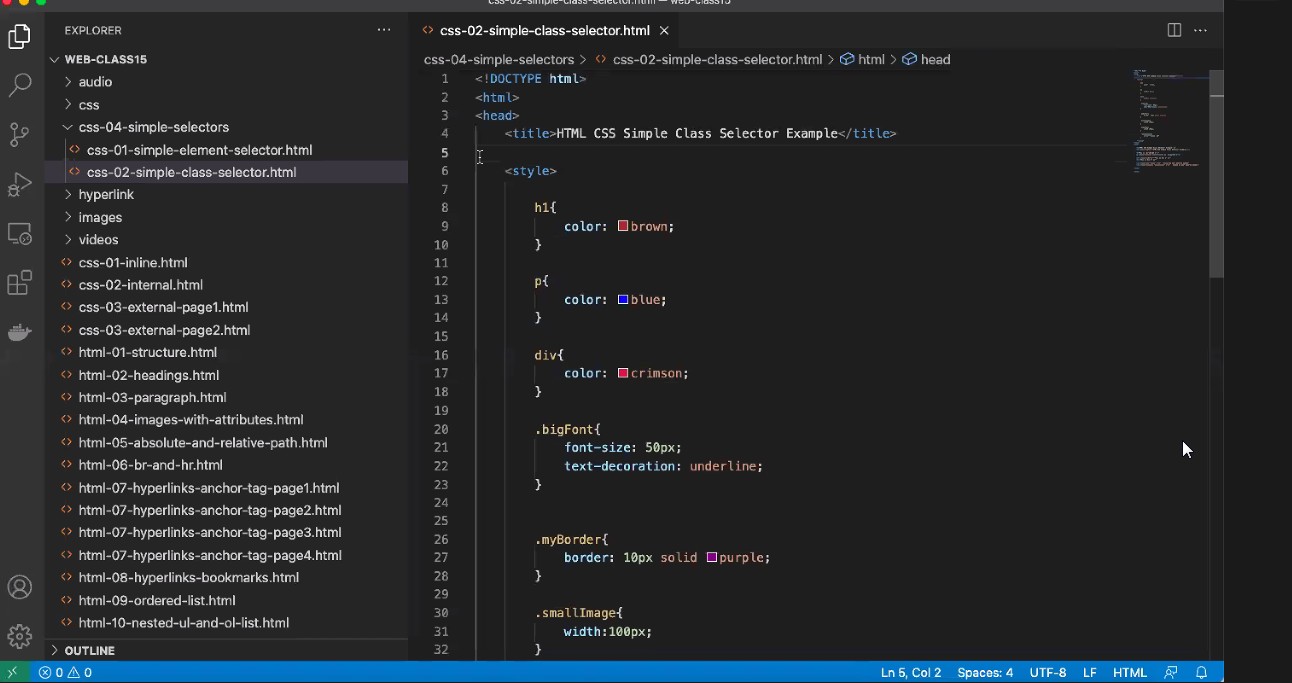 css-02-simple-class-selector.html — web-class15
EXPLORER
WEB-CLASS15
audio
css
css-04-simple-selectors
css-01-simple-element-selector.html
css-02-simple-class-selector.html
hyperlink
images
videos
css-01-inline.html
css-02-internal.html
css-03-external-page1.html
css-03-external-page2.html
html-01-structure.html
html-02-headings.html
html-03-paragraph.html
html-04-images-with-attributes.html
html-05-absolute-and-relative-path.html
html-06-br-and-hr.html
html-07-hyperlinks-anchor-tag-page1.html
html-07-hyperlinks-anchor-tag-page2.html
html-07-hyperlinks-anchor-tag-page3.html
html-07-hyperlinks-anchor-tag-page4.html
html-08-hyperlinks-bookmarks.html
html-09-ordered-list.html
html-10-nested-ul-and-ol-list.html
OUTLINE
css-02-simple-class-selector.html
css-04-simple-selectors > css-02-simple-class-selector.html > html > head
1 <!DOCTYPE html>
2 <html>
3 <head>
4 <title>HTML CSS Simple Class Selector Example</title>
5
6 <style>
7
8 h1{
9 color: brown;
10 }
11
12 p{
13 color: blue;
14 }
15
16 div{
17 color: crimson;
18 }
19
20 .bigFont{
21 font-size: 50px;
22 text-decoration: underline;
23 }
24
25
26 .myBorder{
27 border: 10px solid purple;
28 }
29
30 .smallImage{
31 width:100px;
32 }
0 0 Ln 5, Col 2 Spaces: 4 UTF-8 LF HTML